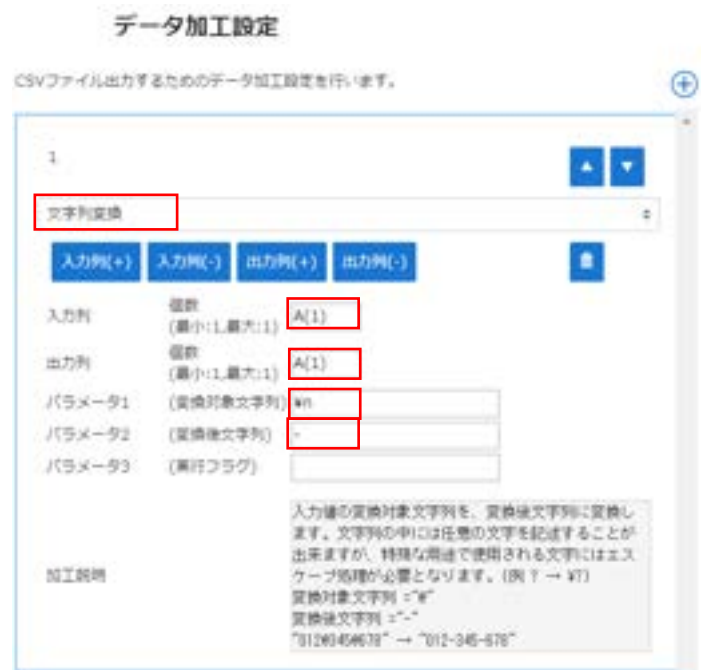 データ加工設定
CSVファイル出力するためのデータ加工設定を行います。
1
文字列変換
入力列(+) 入力列(-) 出力列(+) 出力列(-)
入力列 個数 (最小:1,最大:1) A(1)
出力列 個数 (最小:1,最大:1) A(1)
パラメータ1 (変換対象文字列) ¥n
パラメータ2 (変換後文字列) -
パラメータ3 (実行フラグ)
加工説明
入力値の変換対象文字列を、変換後文字列に変換し
ます。文字列の中には任意の文字を記述することが
出来ますが、特殊な用途で使用される文字にはエス
ケープ処理が必要となります。(例 ? → ¥?)
変換対象文字列 ="#"
変換後文字列 ="-"
"012#345#678" → "012-345-678"